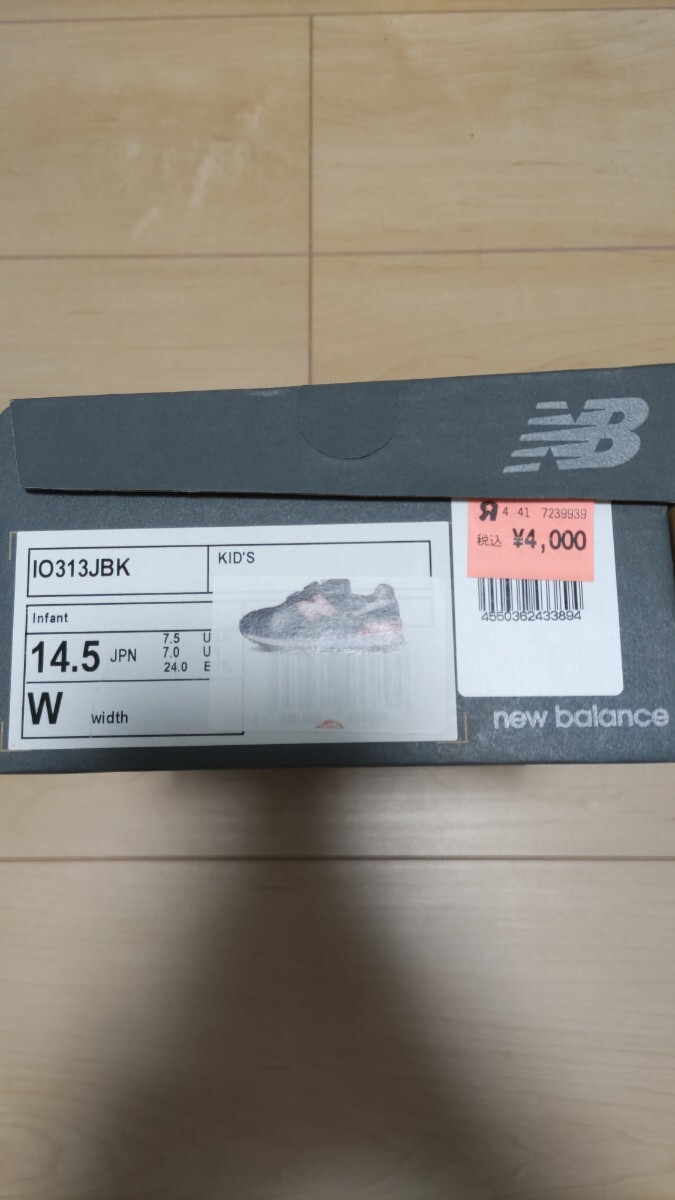 NB
IO313JBK
KID'S
Infant
14.5 JPN
7.5 U
7.0 U
24.0 E
W width
4 41 7239939
税込 ¥4,000
4550362433894
new balance